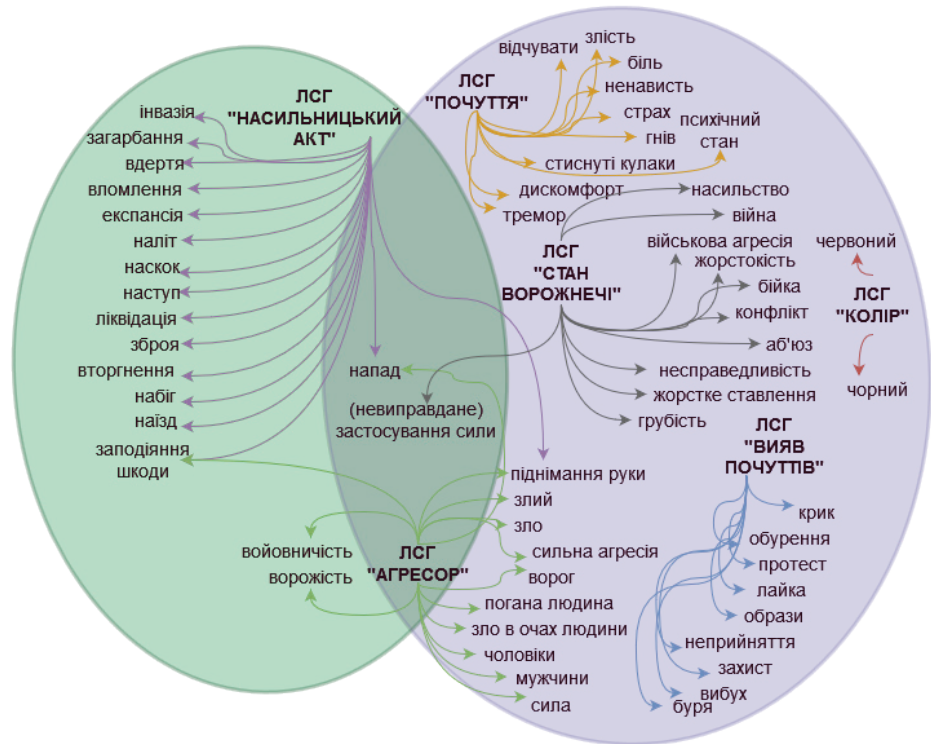 ЛСГ
"НАСИЛЬНИЦЬКИЙ
АКТ"
інвазія
загарбання
вдертя
вломлення
експансія
наліт
наскок
наступ
ліквідація
зброя
вторгнення
набіг
наїзд
заподіяння
шкоди
напад
(невиправдане)
застосування сили
ЛСГ
"ПОЧУТТЯ"
відчувати
злість
біль
ненависть
страх
гнів
психічний
стан
стиснуті кулаки
дискомфорт
тремор
ЛСГ
"СТАН
ВОРОЖНЕЧІ"
насильство
війна
військова агресія
жорстокість
бійка
конфлікт
аб'юз
несправедливість
жорстке ставлення
грубість
ЛСГ
"КОЛІР"
червоний
чорний
ЛСГ
"ВИЯВ
ПОЧУТТІВ"
крик
обурення
протест
лайка
образи
неприйняття
захист
вибух
буря
ЛСГ
"АГРЕСОР"
войовничість
ворожість
піднімання руки
злий
зло
сильна агресія
ворог
погана людина
зло в очах людини
чоловіки
мужчини
сила